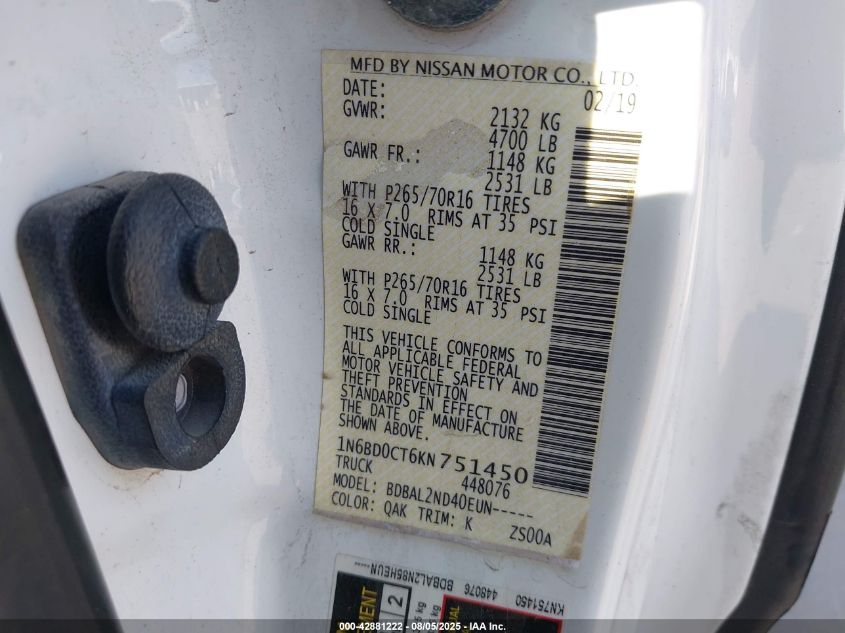 MFD BY NISSAN MOTOR CO., LTD.
DATE: 02/19
GVWR: 2132 KG
4700 LB
GAWR FR.: 1148 KG
2531 LB
WITH P265/70R16 TIRES
16 X 7.0 RIMS AT 35 PSI
COLD SINGLE
GAWR RR.: 1148 KG
2531 LB
WITH P265/70R16 TIRES
16 X 7.0 RIMS AT 35 PSI
COLD SINGLE
THIS VEHICLE CONFORMS TO
ALL APPLICABLE FEDERAL
MOTOR VEHICLE SAFETY AND
THEFT PREVENTION
STANDARDS IN EFFECT ON
THE DATE OF MANUFACTURE
SHOWN ABOVE.
1N6BD0CT6KN751450
TRUCK 448076
MODEL: BDBAL2ND40EUN-----
COLOR: QAK TRIM: K ZS00A
KN751450 448076 BDBAL2N86HEUN-----
2
000-42881222 - 08/05/2025 - IAA Inc.